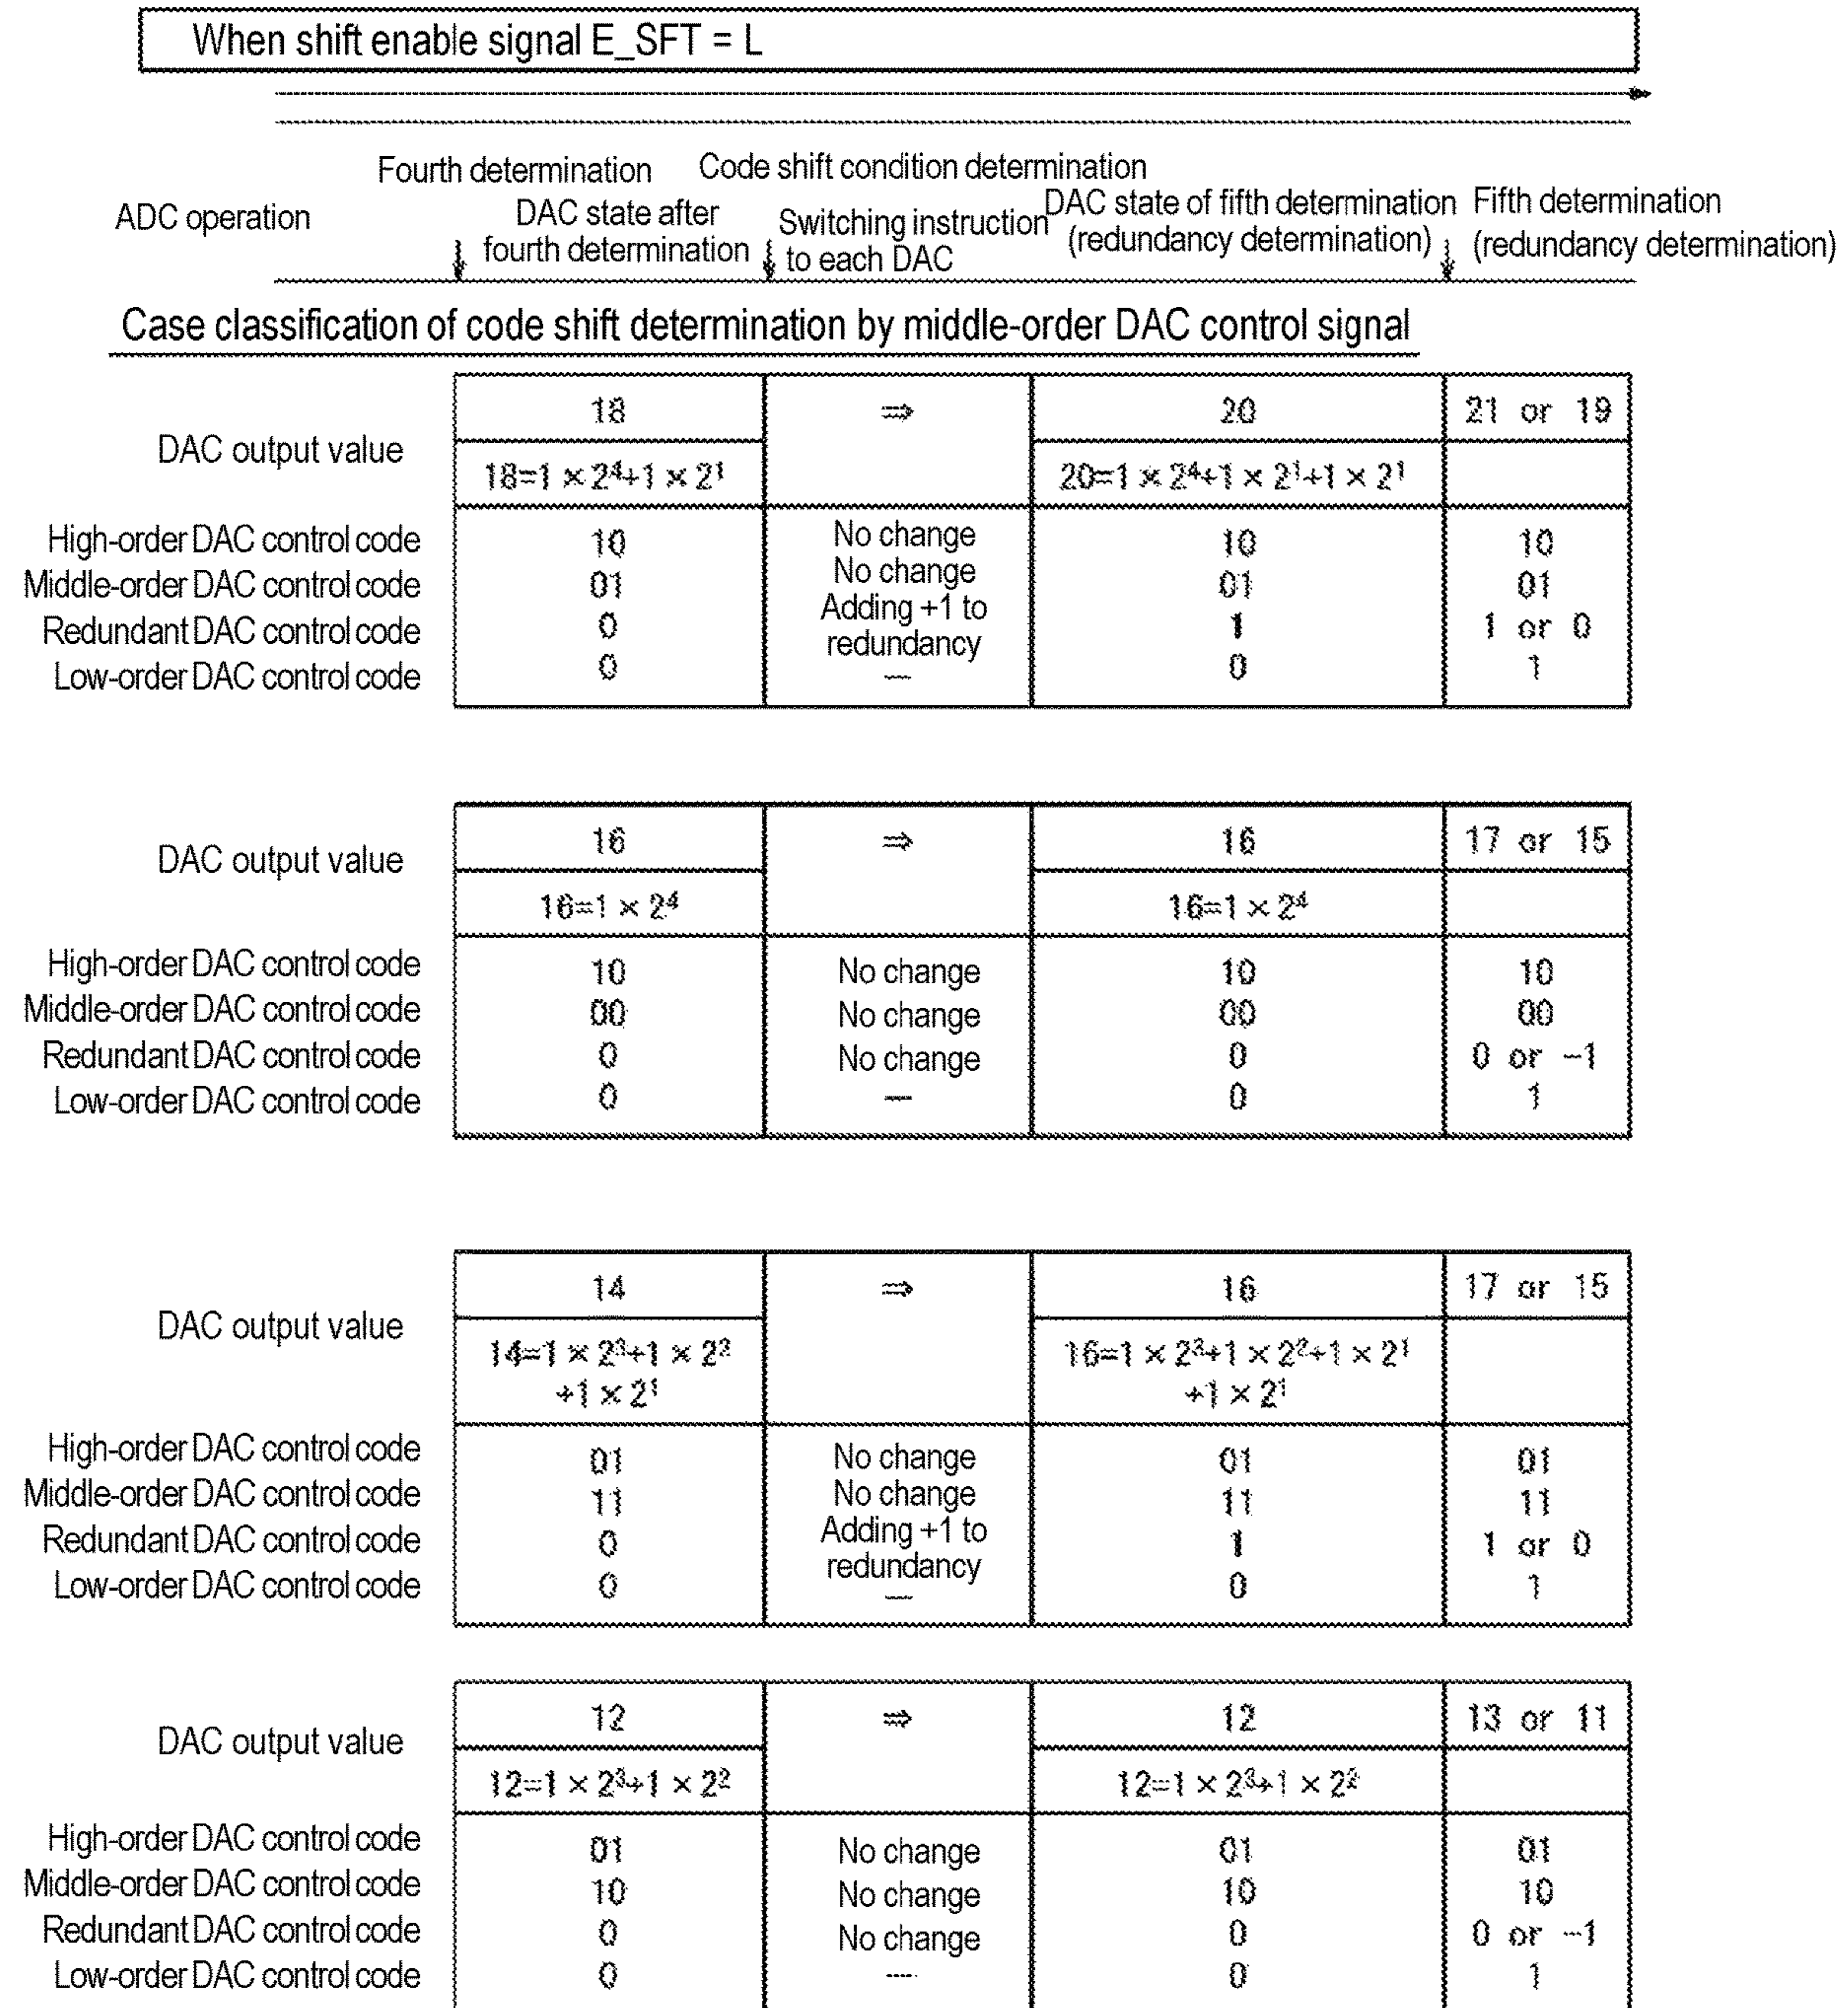 When shift enable signal E_SFT = L
Fourth determination Code shift condition determination
ADC operation
DAC state after
fourth determination
Switching instruction
to each DAC
DAC state of fifth determination
(redundancy determination)
Fifth determination
(redundancy determination)
Case classification of code shift determination by middle-order DAC control signal
DAC output value 18 ⇒ 20 21 or 19
18=1 × 2⁴+1 × 2¹ 20=1 × 2⁴+1 × 2¹+1 × 2¹
High-order DAC control code 10 No change 10 10
Middle-order DAC control code 01 No change 01 01
Redundant DAC control code 0 Adding +1 to redundancy 1 1 or 0
Low-order DAC control code 0 — 0 1
DAC output value 16 ⇒ 16 17 or 15
16=1 × 2⁴ 16=1 × 2⁴
High-order DAC control code 10 No change 10 10
Middle-order DAC control code 00 No change 00 00
Redundant DAC control code 0 No change 0 0 or −1
Low-order DAC control code 0 — 0 1
DAC output value 14 ⇒ 16 17 or 15
14=1 × 2³+1 × 2² 16=1 × 2³+1 × 2²+1 × 2¹
+1 × 2¹ +1 × 2¹
High-order DAC control code 01 No change 01 01
Middle-order DAC control code 11 No change 11 11
Redundant DAC control code 0 Adding +1 to redundancy 1 1 or 0
Low-order DAC control code 0 — 0 1
DAC output value 12 ⇒ 12 13 or 11
12=1 × 2³+1 × 2² 12=1 × 2³+1 × 2²
High-order DAC control code 01 No change 01 01
Middle-order DAC control code 10 No change 10 10
Redundant DAC control code 0 No change 0 0 or −1
Low-order DAC control code 0 — 0 1